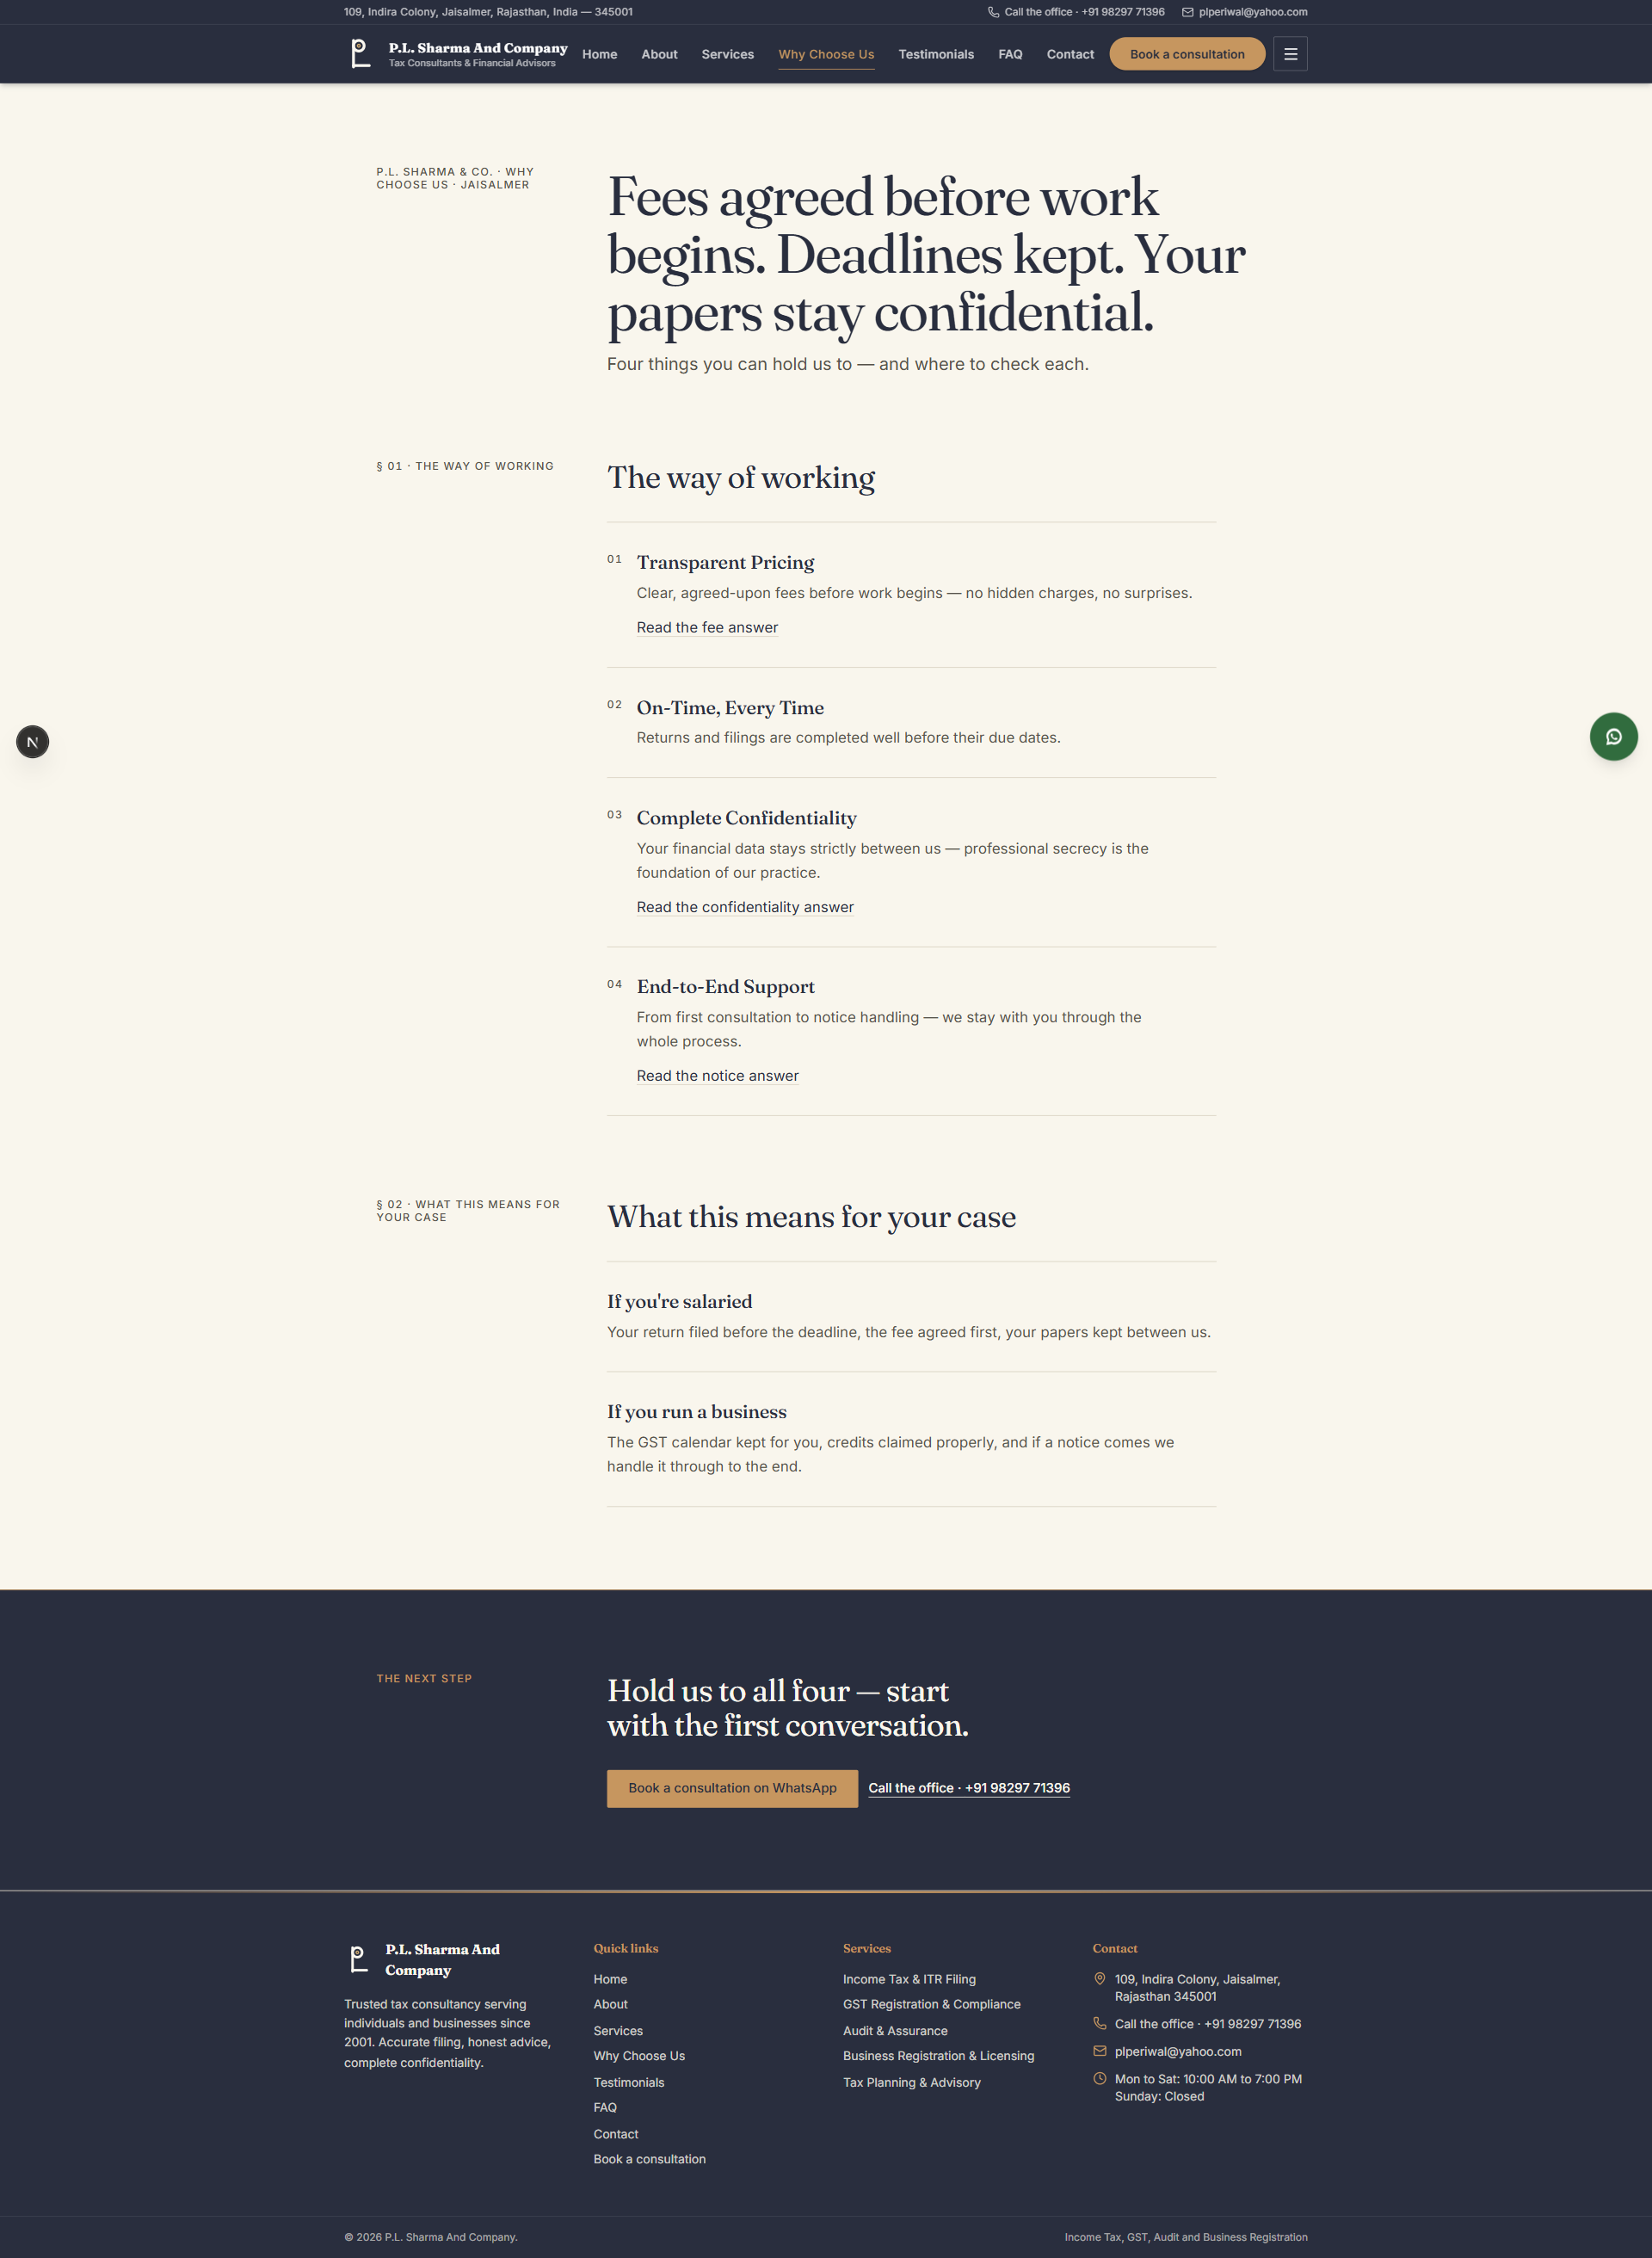 109, Indira Colony, Jaisalmer, Rajasthan, India — 345001
Call the office · +91 98297 71396
plperiwal@yahoo.com
P.L. Sharma And Company
Tax Consultants & Financial Advisors
Home
About
Services
Why Choose Us
Testimonials
FAQ
Contact
Book a consultation
P.L. SHARMA & CO. · WHY
CHOOSE US · JAISALMER
Fees agreed before work
begins. Deadlines kept. Your
papers stay confidential.
Four things you can hold us to — and where to check each.
§ 01 · THE WAY OF WORKING
The way of working
01
Transparent Pricing
Clear, agreed-upon fees before work begins — no hidden charges, no surprises.
Read the fee answer
02
On-Time, Every Time
Returns and filings are completed well before their due dates.
N
03
Complete Confidentiality
Your financial data stays strictly between us — professional secrecy is the
foundation of our practice.
Read the confidentiality answer
04
End-to-End Support
From first consultation to notice handling — we stay with you through the
whole process.
Read the notice answer
§ 02 · WHAT THIS MEANS FOR
YOUR CASE
What this means for your case
If you're salaried
Your return filed before the deadline, the fee agreed first, your papers kept between us.
If you run a business
The GST calendar kept for you, credits claimed properly, and if a notice comes we
handle it through to the end.
THE NEXT STEP
Hold us to all four — start
with the first conversation.
Book a consultation on WhatsApp
Call the office · +91 98297 71396
P.L. Sharma And
Company
Trusted tax consultancy serving
individuals and businesses since
2001. Accurate filing, honest advice,
complete confidentiality.
Quick links
Home
About
Services
Why Choose Us
Testimonials
FAQ
Contact
Book a consultation
Services
Income Tax & ITR Filing
GST Registration & Compliance
Audit & Assurance
Business Registration & Licensing
Tax Planning & Advisory
Contact
109, Indira Colony, Jaisalmer,
Rajasthan 345001
Call the office · +91 98297 71396
plperiwal@yahoo.com
Mon to Sat: 10:00 AM to 7:00 PM
Sunday: Closed
© 2026 P.L. Sharma And Company.
Income Tax, GST, Audit and Business Registration